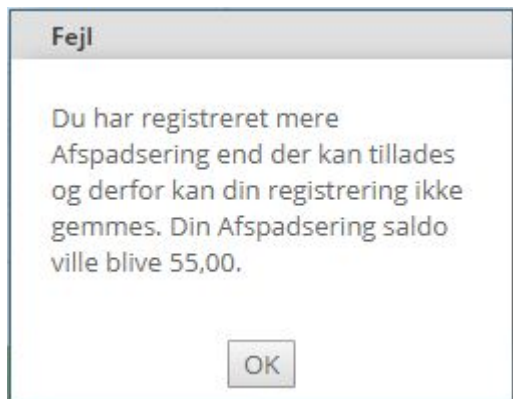 Fejl
Du har registreret mere
Afspadsering end der kan tillades
og derfor kan din registrering ikke
gemmes. Din Afspadsering saldo
ville blive 55,00.
OK